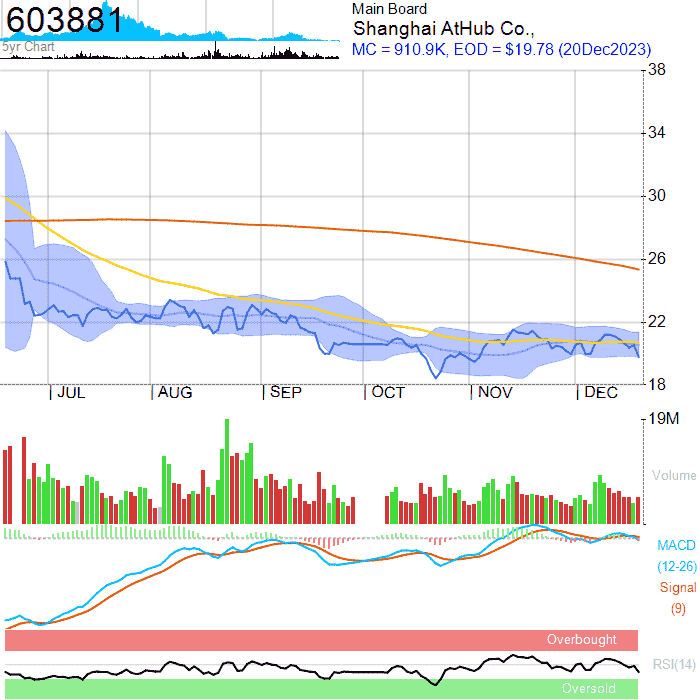 603881
5yr Chart
Main Board
Shanghai AtHub Co.,
MC = 910.9K, EOD = $19.78 (20Dec2023)
38
34
30
26
22
18
JUL AUG SEP OCT NOV DEC
19M
Volume
MACD
(12-26)
Signal
(9)
Overbought
RSI(14)
Oversold